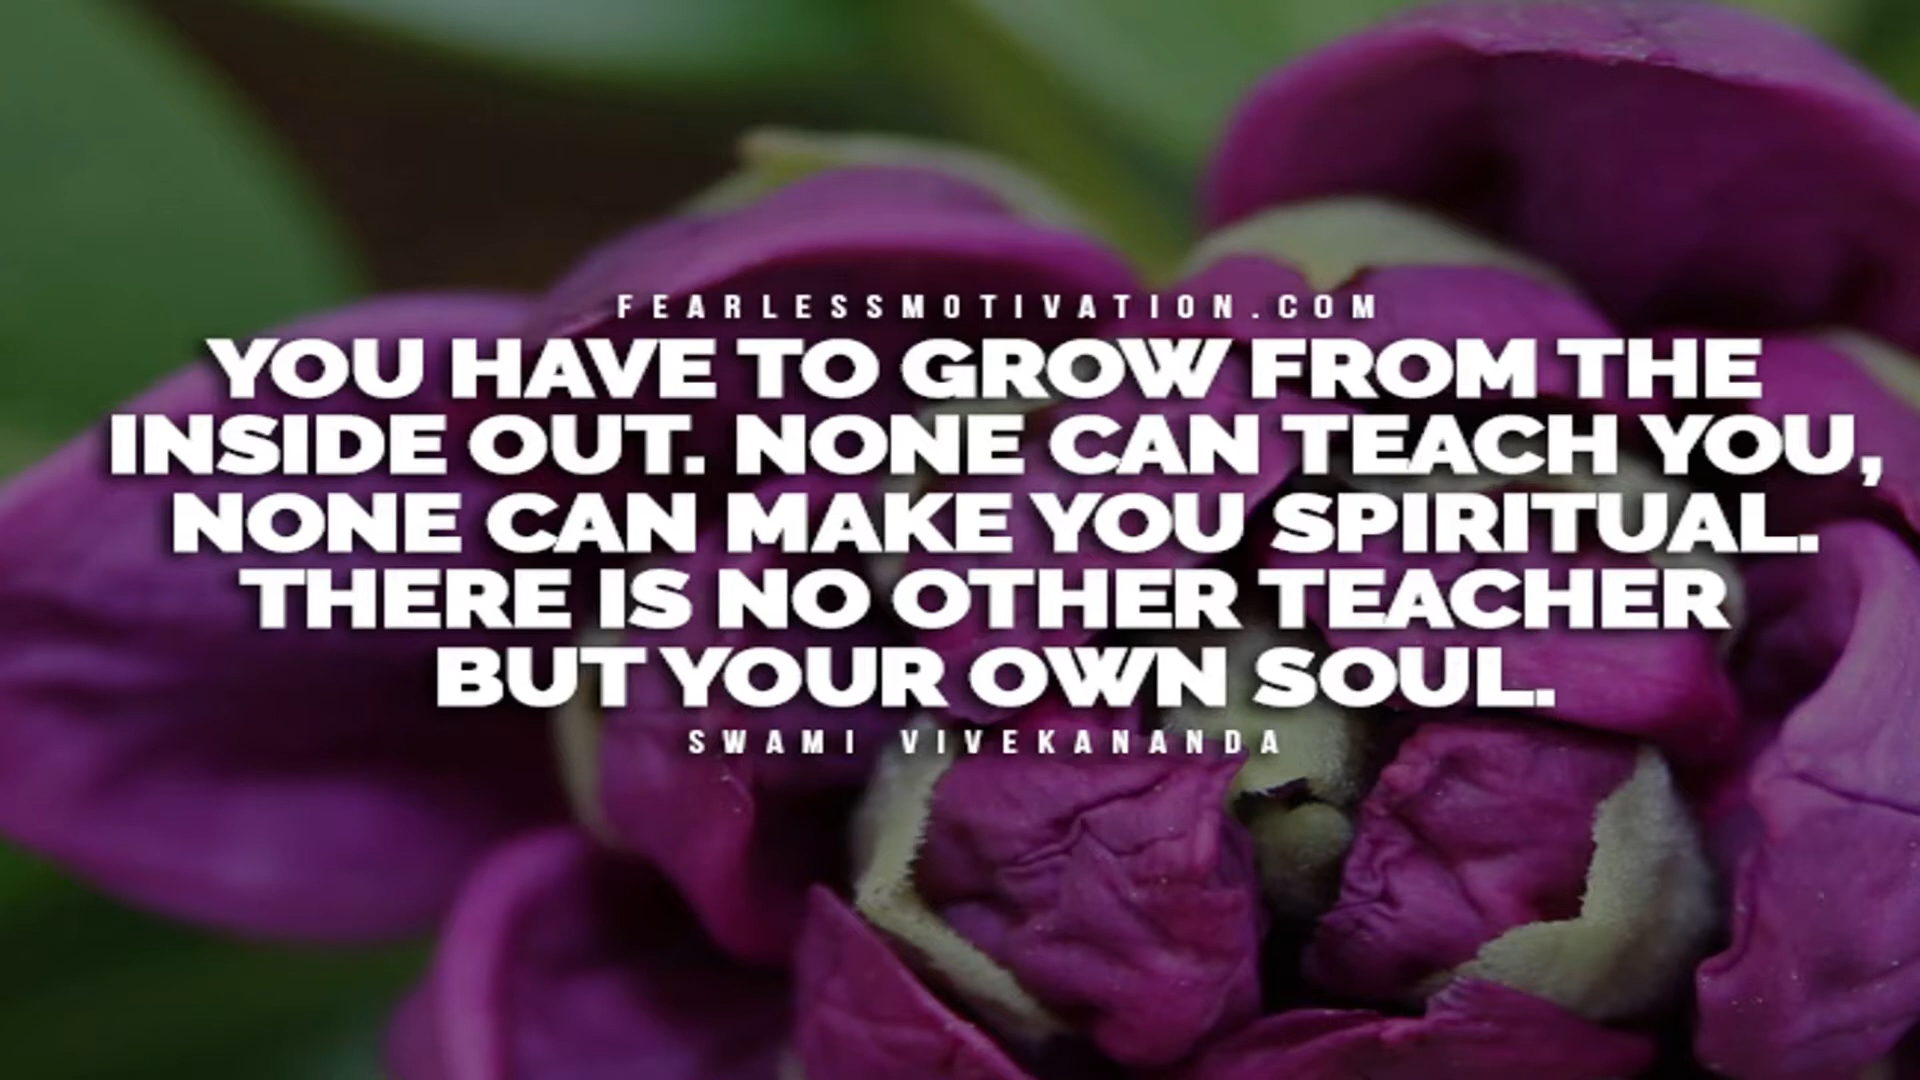 FEARLESSMOTIVATION.COM
YOU HAVE TO GROW FROM THE
INSIDE OUT. NONE CAN TEACH YOU,
NONE CAN MAKE YOU SPIRITUAL.
THERE IS NO OTHER TEACHER
BUT YOUR OWN SOUL.
SWAMI VIVEKANANDA